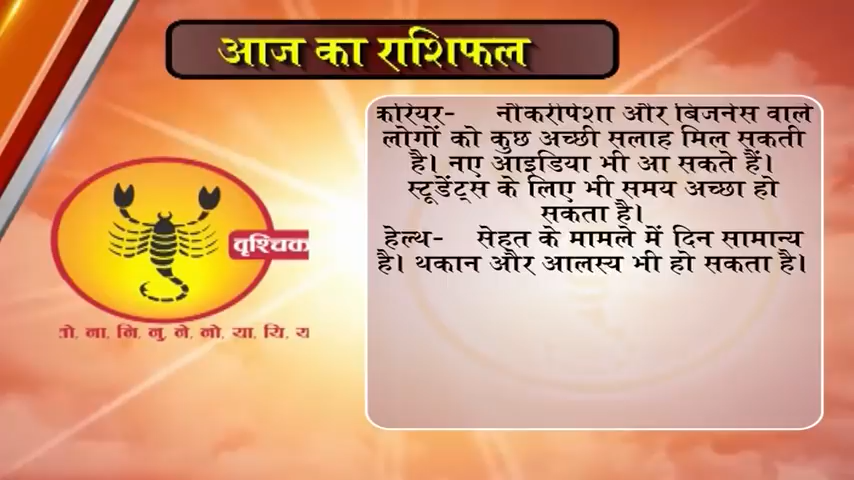 आज का राशिफल
करियर- नौकरीपेशा और बिजनेस वाले
लोगों को कुछ अच्छी सलाह मिल सकती
है। नए आइडिया भी आ सकते हैं।
स्टूडेंट्स के लिए भी समय अच्छा हो
सकता है।
हेल्थ- सेहत के मामले में दिन सामान्य
है। थकान और आलस्य भी हो सकता है।
वृश्चिक
ना, नि, नु, ने, नो, या, यि,